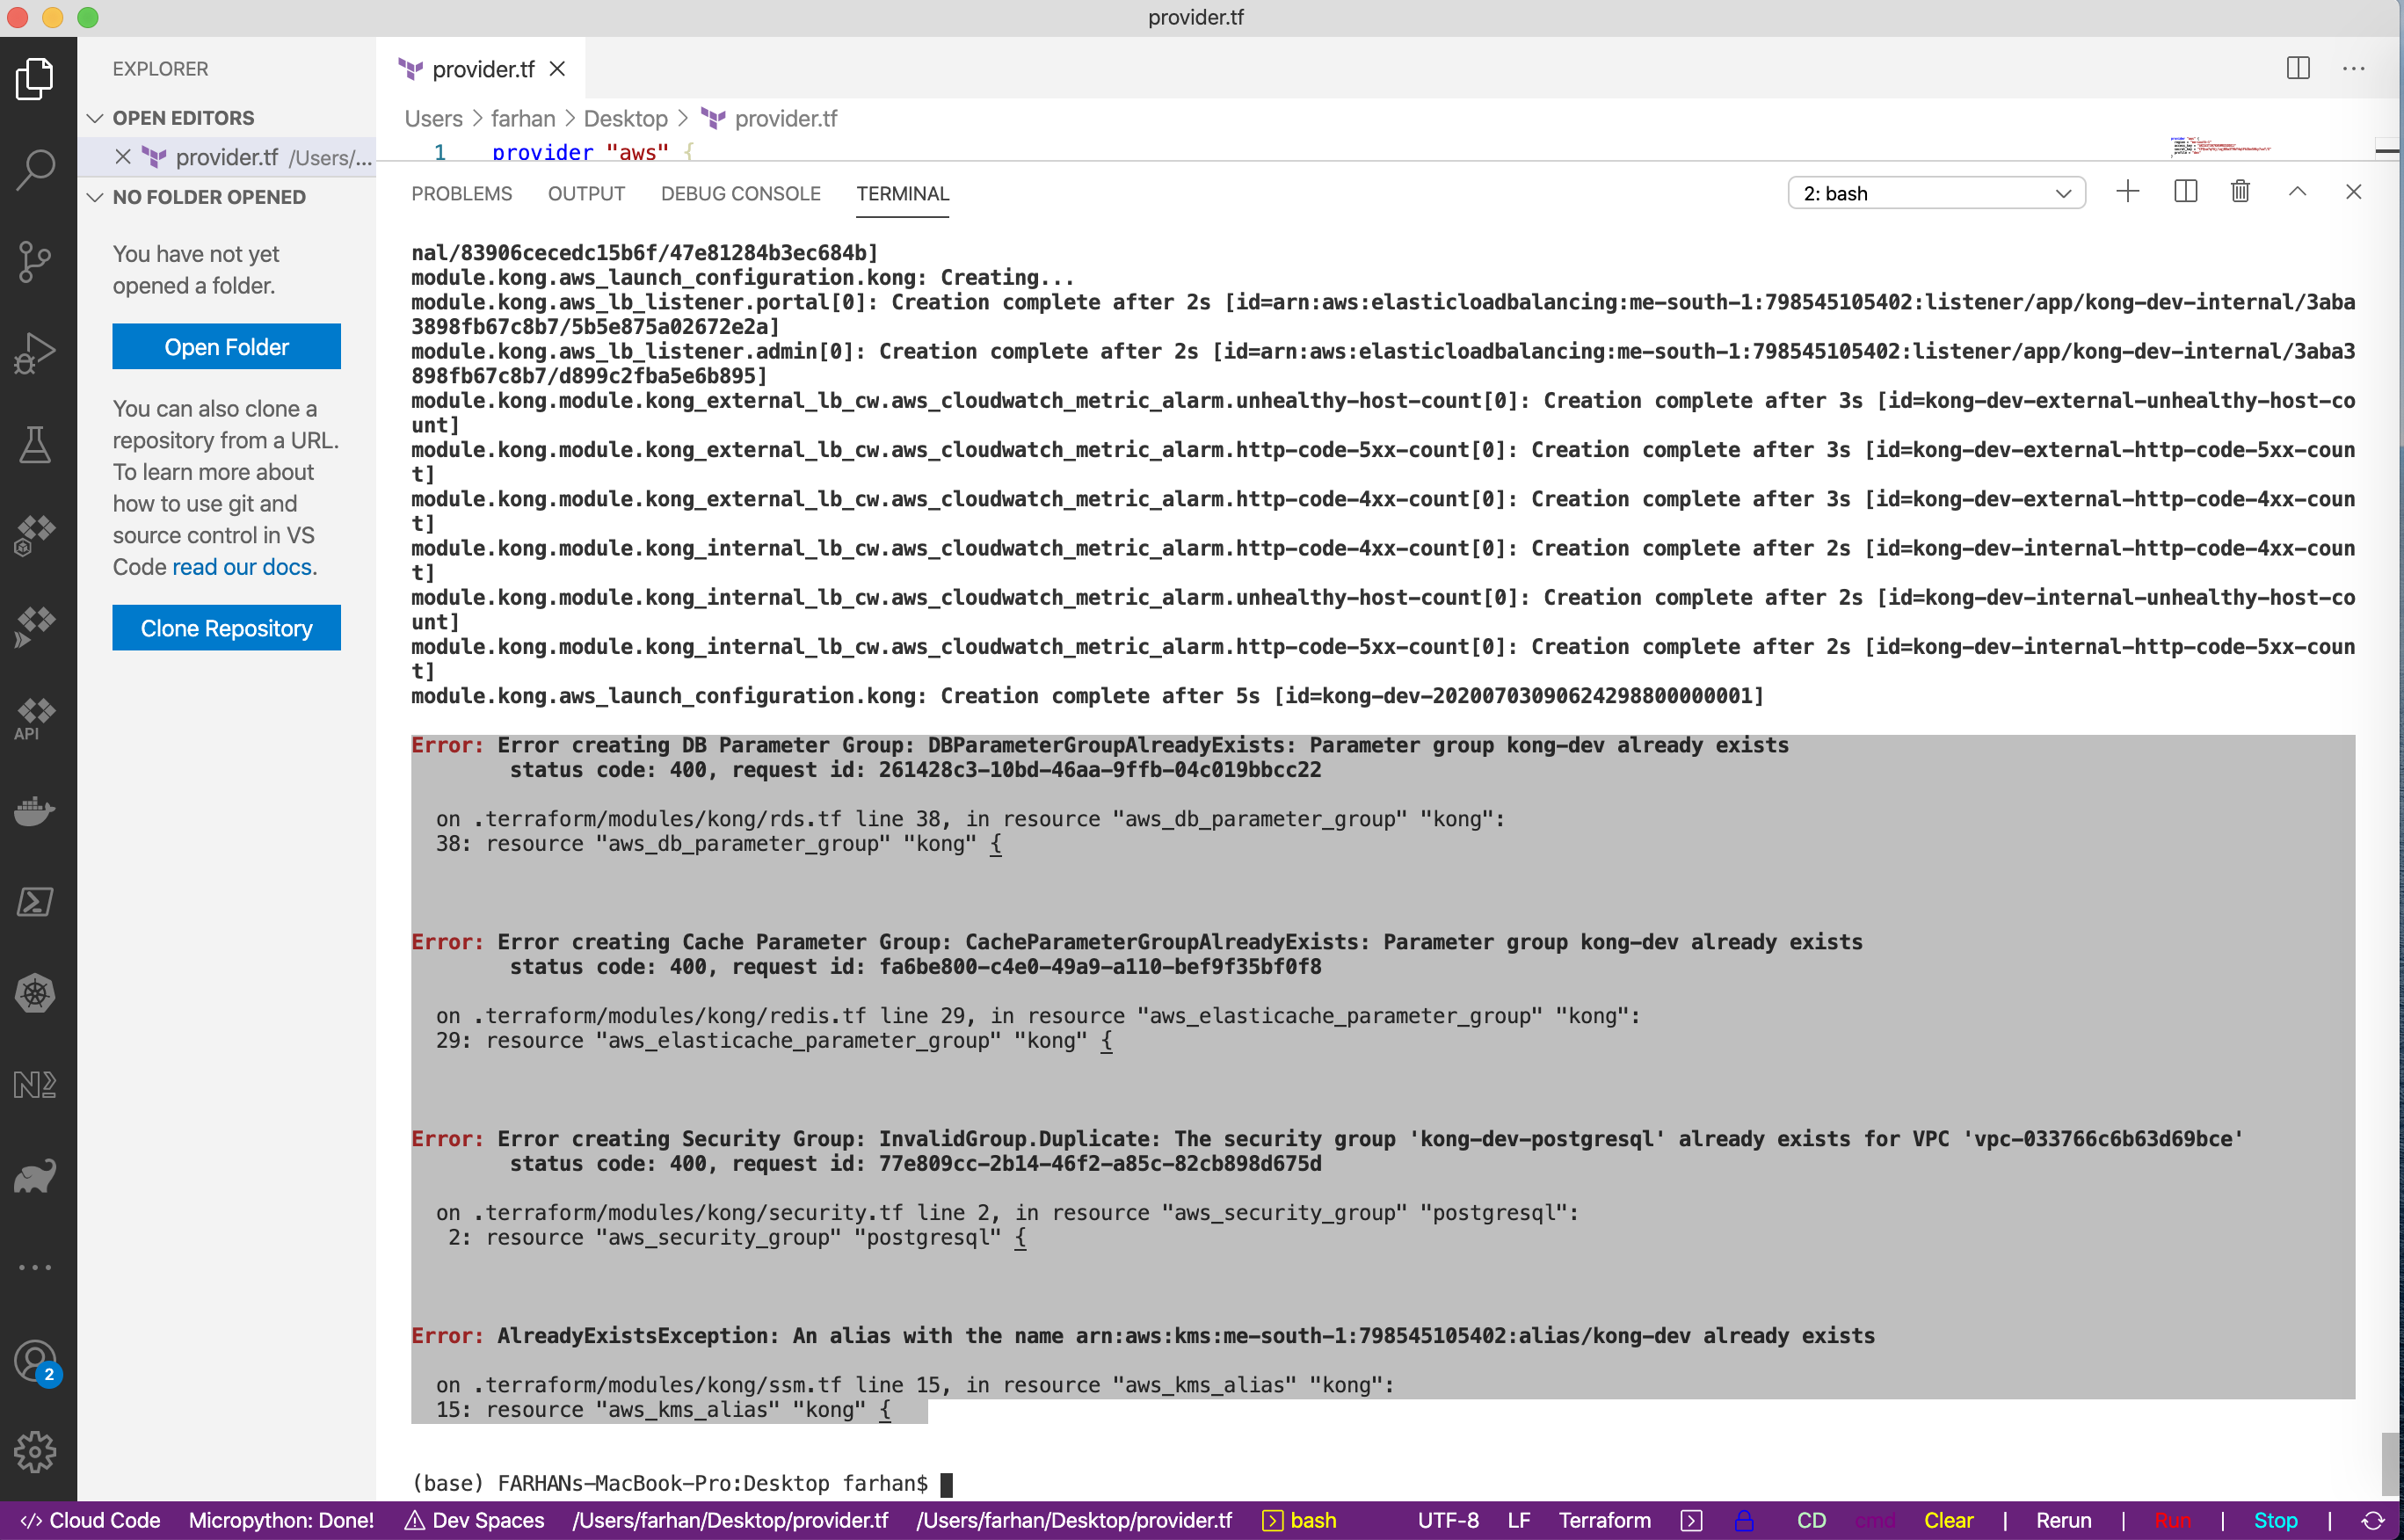 provider.tf
EXPLORER
OPEN EDITORS
provider.tf /Users/...
NO FOLDER OPENED
You have not yet
opened a folder.
Open Folder
You can also clone a
repository from a URL.
To learn more about
how to use git and
source control in VS
Code read our docs.
Clone Repository
API
2
provider.tf
Users > farhan > Desktop > provider.tf
1 provider "aws" {
PROBLEMS OUTPUT DEBUG CONSOLE TERMINAL
2: bash
nal/83906cecedc15b6f/47e81284b3ec684b]
module.kong.aws_launch_configuration.kong: Creating...
module.kong.aws_lb_listener.portal[0]: Creation complete after 2s [id=arn:aws:elasticloadbalancing:me-south-1:798545105402:listener/app/kong-dev-internal/3aba
3898fb67c8b7/5b5e875a02672e2a]
module.kong.aws_lb_listener.admin[0]: Creation complete after 2s [id=arn:aws:elasticloadbalancing:me-south-1:798545105402:listener/app/kong-dev-internal/3aba3
898fb67c8b7/d899c2fba5e6b895]
module.kong.module.kong_external_lb_cw.aws_cloudwatch_metric_alarm.unhealthy-host-count[0]: Creation complete after 3s [id=kong-dev-external-unhealthy-host-co
unt]
module.kong.module.kong_external_lb_cw.aws_cloudwatch_metric_alarm.http-code-5xx-count[0]: Creation complete after 3s [id=kong-dev-external-http-code-5xx-coun
t]
module.kong.module.kong_external_lb_cw.aws_cloudwatch_metric_alarm.http-code-4xx-count[0]: Creation complete after 3s [id=kong-dev-external-http-code-4xx-coun
t]
module.kong.module.kong_internal_lb_cw.aws_cloudwatch_metric_alarm.http-code-4xx-count[0]: Creation complete after 2s [id=kong-dev-internal-http-code-4xx-coun
t]
module.kong.module.kong_internal_lb_cw.aws_cloudwatch_metric_alarm.unhealthy-host-count[0]: Creation complete after 2s [id=kong-dev-internal-unhealthy-host-co
unt]
module.kong.module.kong_internal_lb_cw.aws_cloudwatch_metric_alarm.http-code-5xx-count[0]: Creation complete after 2s [id=kong-dev-internal-http-code-5xx-coun
t]
module.kong.aws_launch_configuration.kong: Creation complete after 5s [id=kong-dev-20200703090624298800000001]
Error: Error creating DB Parameter Group: DBParameterGroupAlreadyExists: Parameter group kong-dev already exists
status code: 400, request id: 261428c3-10bd-46aa-9ffb-04c019bbcc22
on .terraform/modules/kong/rds.tf line 38, in resource "aws_db_parameter_group" "kong":
38: resource "aws_db_parameter_group" "kong" {
Error: Error creating Cache Parameter Group: CacheParameterGroupAlreadyExists: Parameter group kong-dev already exists
status code: 400, request id: fa6be800-c4e0-49a9-a110-bef9f35bf0f8
on .terraform/modules/kong/redis.tf line 29, in resource "aws_elasticache_parameter_group" "kong":
29: resource "aws_elasticache_parameter_group" "kong" {
Error: Error creating Security Group: InvalidGroup.Duplicate: The security group 'kong-dev-postgresql' already exists for VPC 'vpc-033766c6b63d69bce'
status code: 400, request id: 77e809cc-2b14-46f2-a85c-82cb898d675d
on .terraform/modules/kong/security.tf line 2, in resource "aws_security_group" "postgresql":
2: resource "aws_security_group" "postgresql" {
Error: AlreadyExistsException: An alias with the name arn:aws:kms:me-south-1:798545105402:alias/kong-dev already exists
on .terraform/modules/kong/ssm.tf line 15, in resource "aws_kms_alias" "kong":
15: resource "aws_kms_alias" "kong" {
(base) FARHANs-MacBook-Pro:Desktop farhan$
</> Cloud Code Micropython: Done! Dev Spaces /Users/farhan/Desktop/provider.tf /Users/farhan/Desktop/provider.tf bash UTF-8 LF Terraform CD cmd Clear | Rerun | Run | Stop |